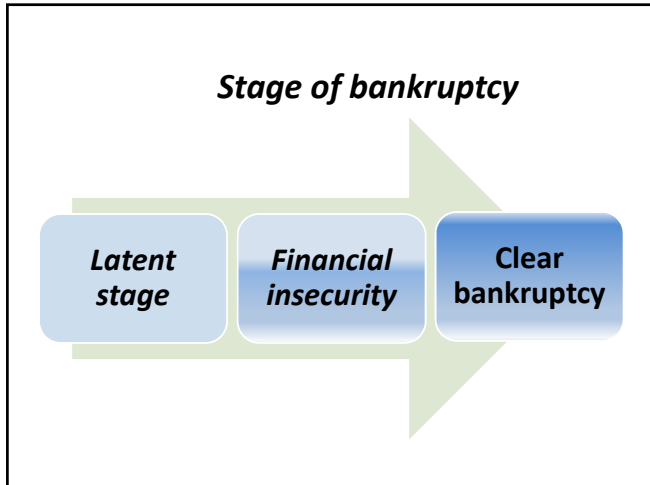 Stage of bankruptcy
Latent
stage
Financial
insecurity
Clear
bankruptcy